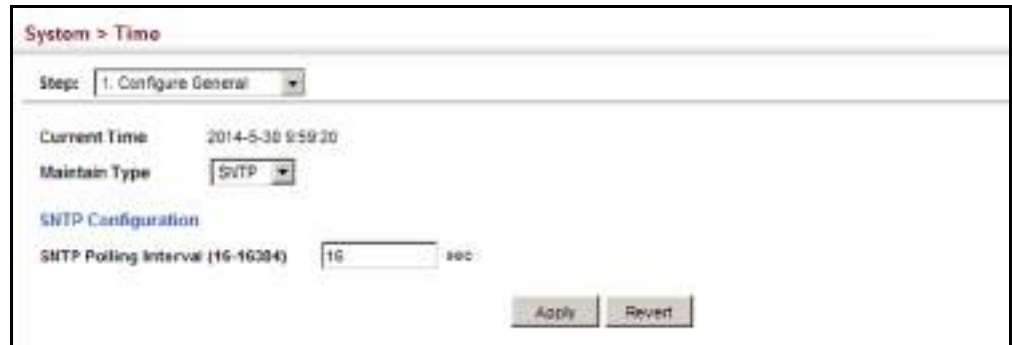 System > Time
Step: 1. Configure General
Current Time 2014-5-30 9:59:20
Maintain Type SNTP
SNTP Configuration
SNTP Polling Interval (16-16384) 16 sec
Apply Revert